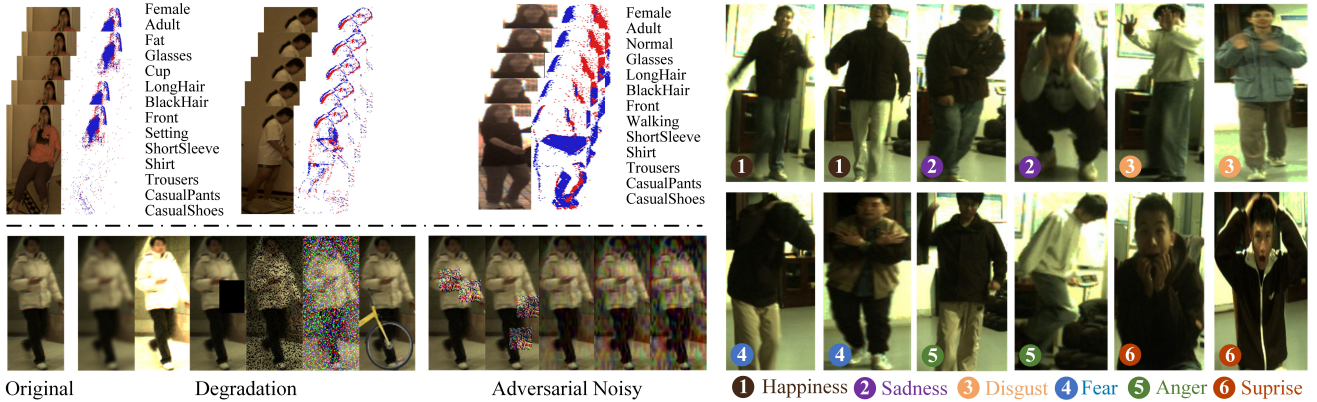 Female
Adult
Fat
Glasses
Cup
LongHair
BlackHair
Front
Setting
ShortSleeve
Shirt
Trousers
CasualPants
CasualShoes
Female
Adult
Normal
Glasses
LongHair
BlackHair
Front
Walking
ShortSleeve
Shirt
Trousers
CasualPants
CasualShoes
Original
Degradation
Adversarial Noisy
1
1
2
2
3
3
4
4
5
5
6
6
1 Happiness 2 Sadness 3 Disgust 4 Fear 5 Anger 6 Suprise